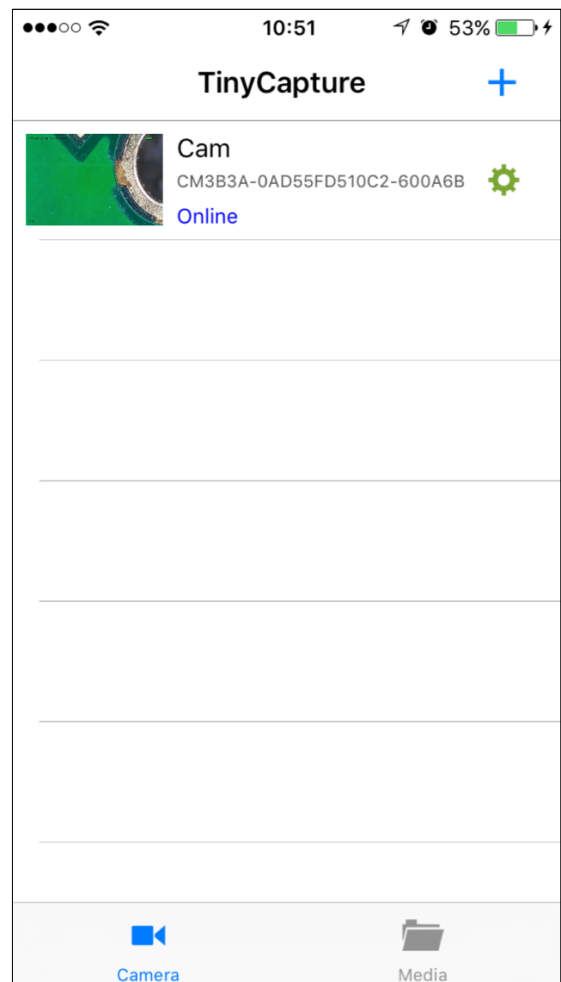 10:51 53%
TinyCapture +
Cam
CM3B3A-0AD55FD510C2-600A6B
Online
Camera Media